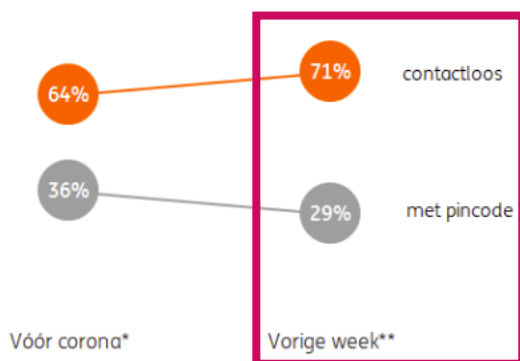 71%
contactloos
64%
36%
29%
met pincode
Vóór corona*
Vorige week**